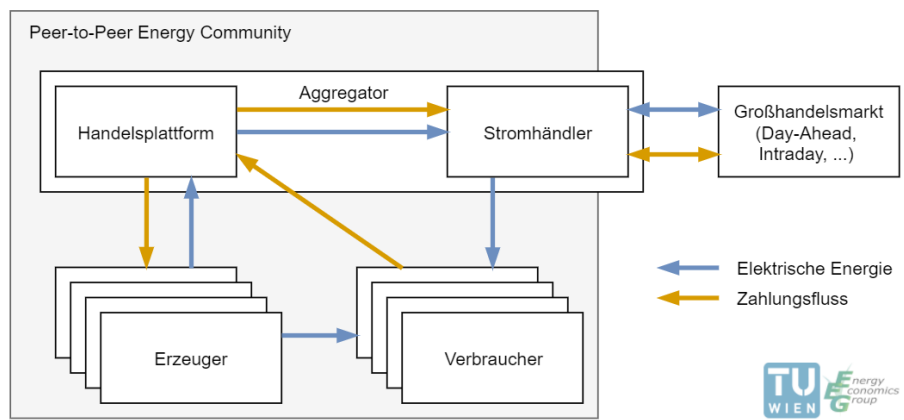 Peer-to-Peer Energy Community
Aggregator
Handelsplattform
Stromhändler
Großhandelsmarkt
(Day-Ahead,
Intraday, ...)
Elektrische Energie
Zahlungsfluss
Erzeuger
Verbraucher
TU
WIEN
Energy
Economics
Group